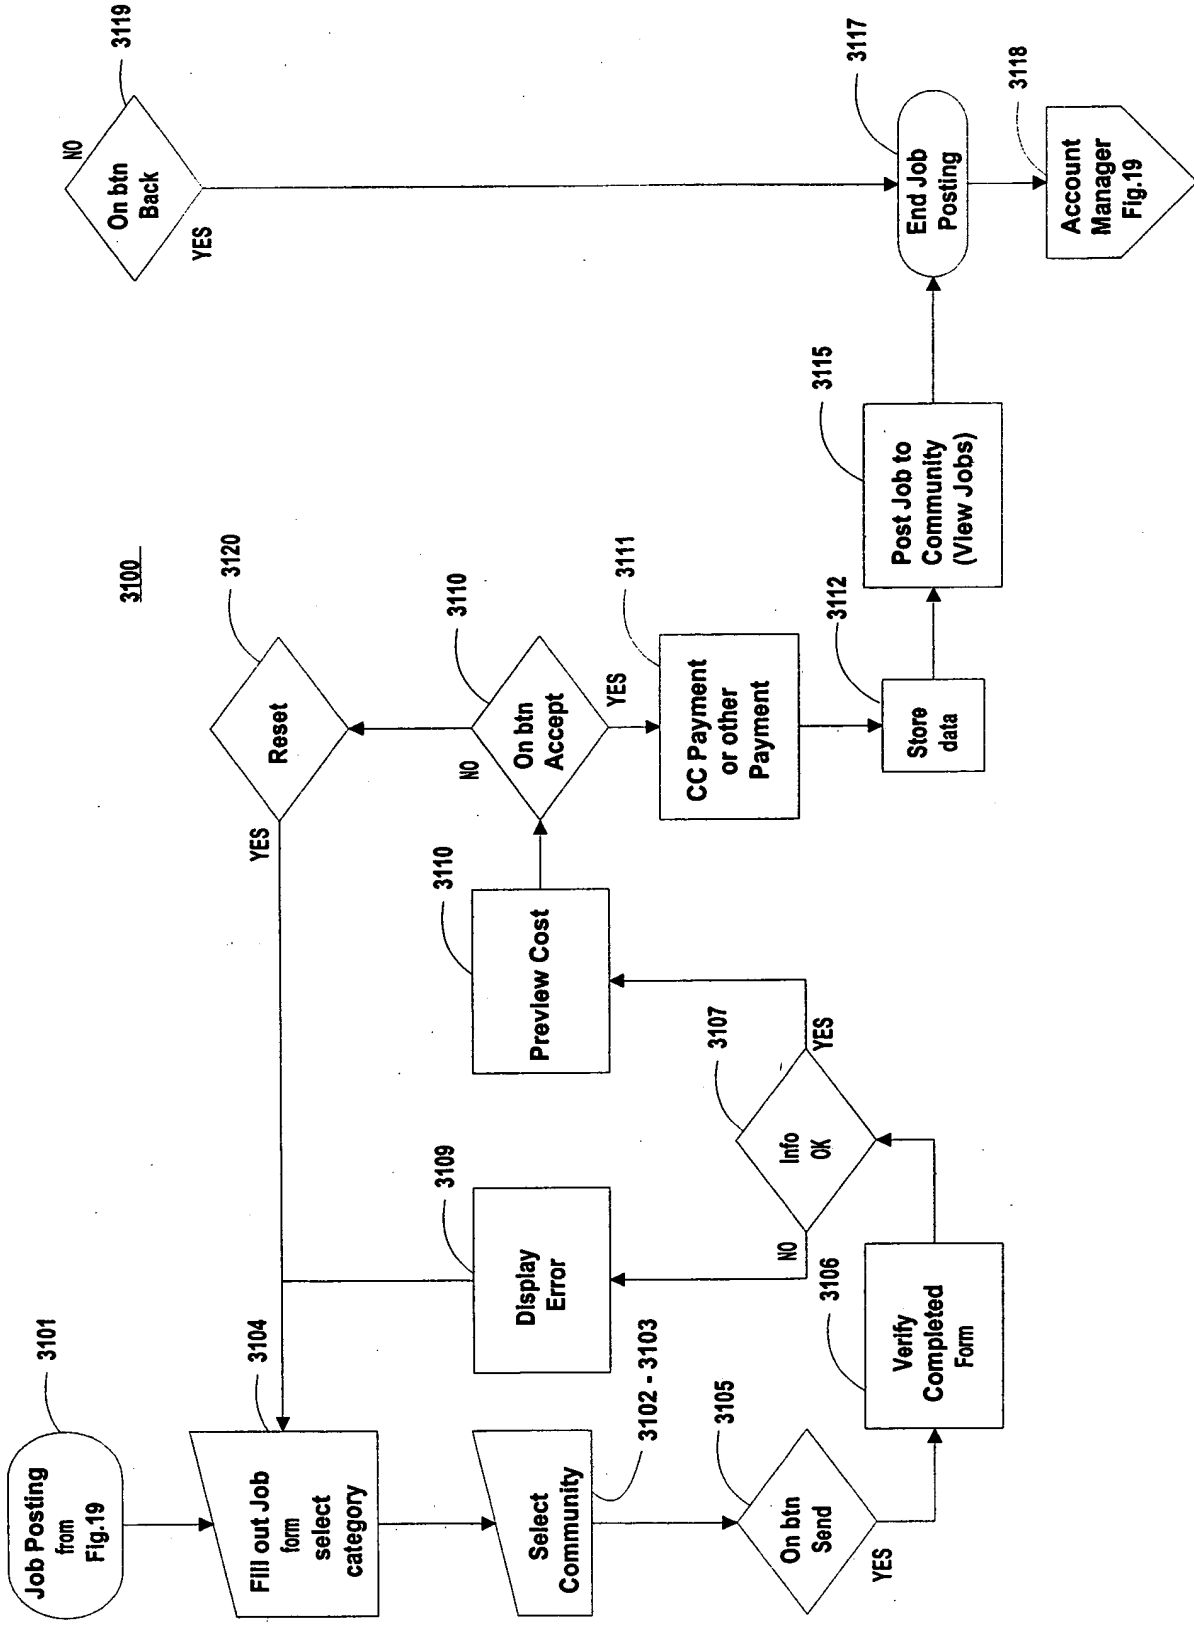 3100
3101
Job Posting
from
Fig.19
3104
Fill out Job
form
select
category
3102 - 3103
Select
Community
3105
On btn
Send
YES
3106
Verify
Completed
Form
3107
Info
OK
NO
YES
3109
Display
Error
3110
Preview Cost
3110
On btn
Accept
NO
YES
3120
Reset
YES
3111
CC Payment
or other
Payment
3112
Store
data
3115
Post Job to
Community
(View Jobs)
3119
On btn
Back
NO
YES
3117
End Job
Posting
3118
Account
Manager
Fig.19